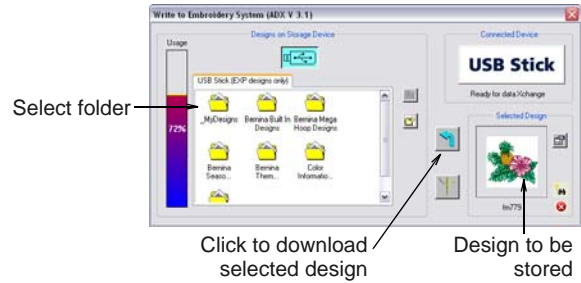 Write to Embroidery System (ADX V 3.1)
Usage
Designs on Storage Device
Connected Device
USB Stick
USB Stick (EXP designs only)
Ready for data Xchange
Select folder
_MyDesigns
Bernina Built In
Designs
Bernina Mega
Hoop Designs
Selected Design
72%
Bernina
Seaso...
Bernina
Them...
Color
Informatio...
fm779
Click to download
selected design
Design to be
stored